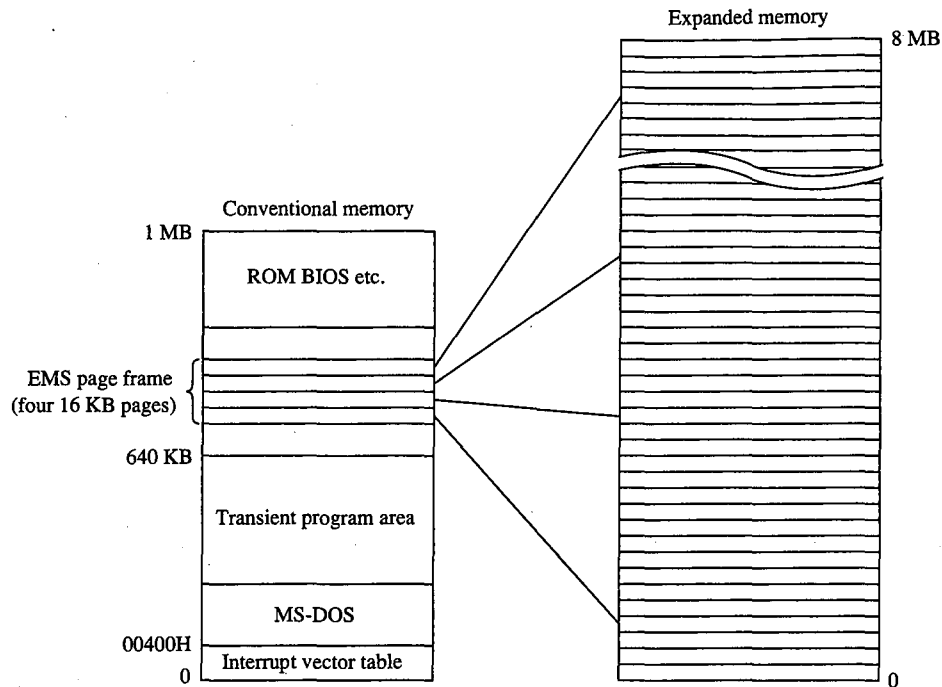 Expanded memory
8 MB
Conventional memory
1 MB
ROM BIOS etc.
EMS page frame
(four 16 KB pages)
640 KB
Transient program area
MS-DOS
00400H
Interrupt vector table
0
0